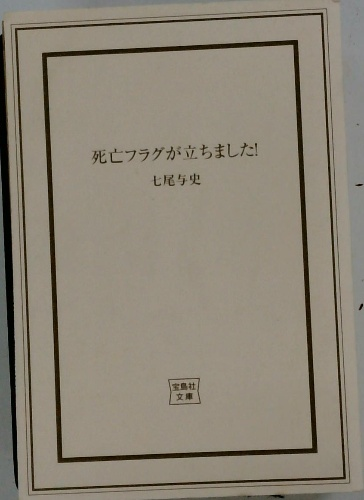 死亡フラグが立ちました!
七尾与史
宝島社
文庫